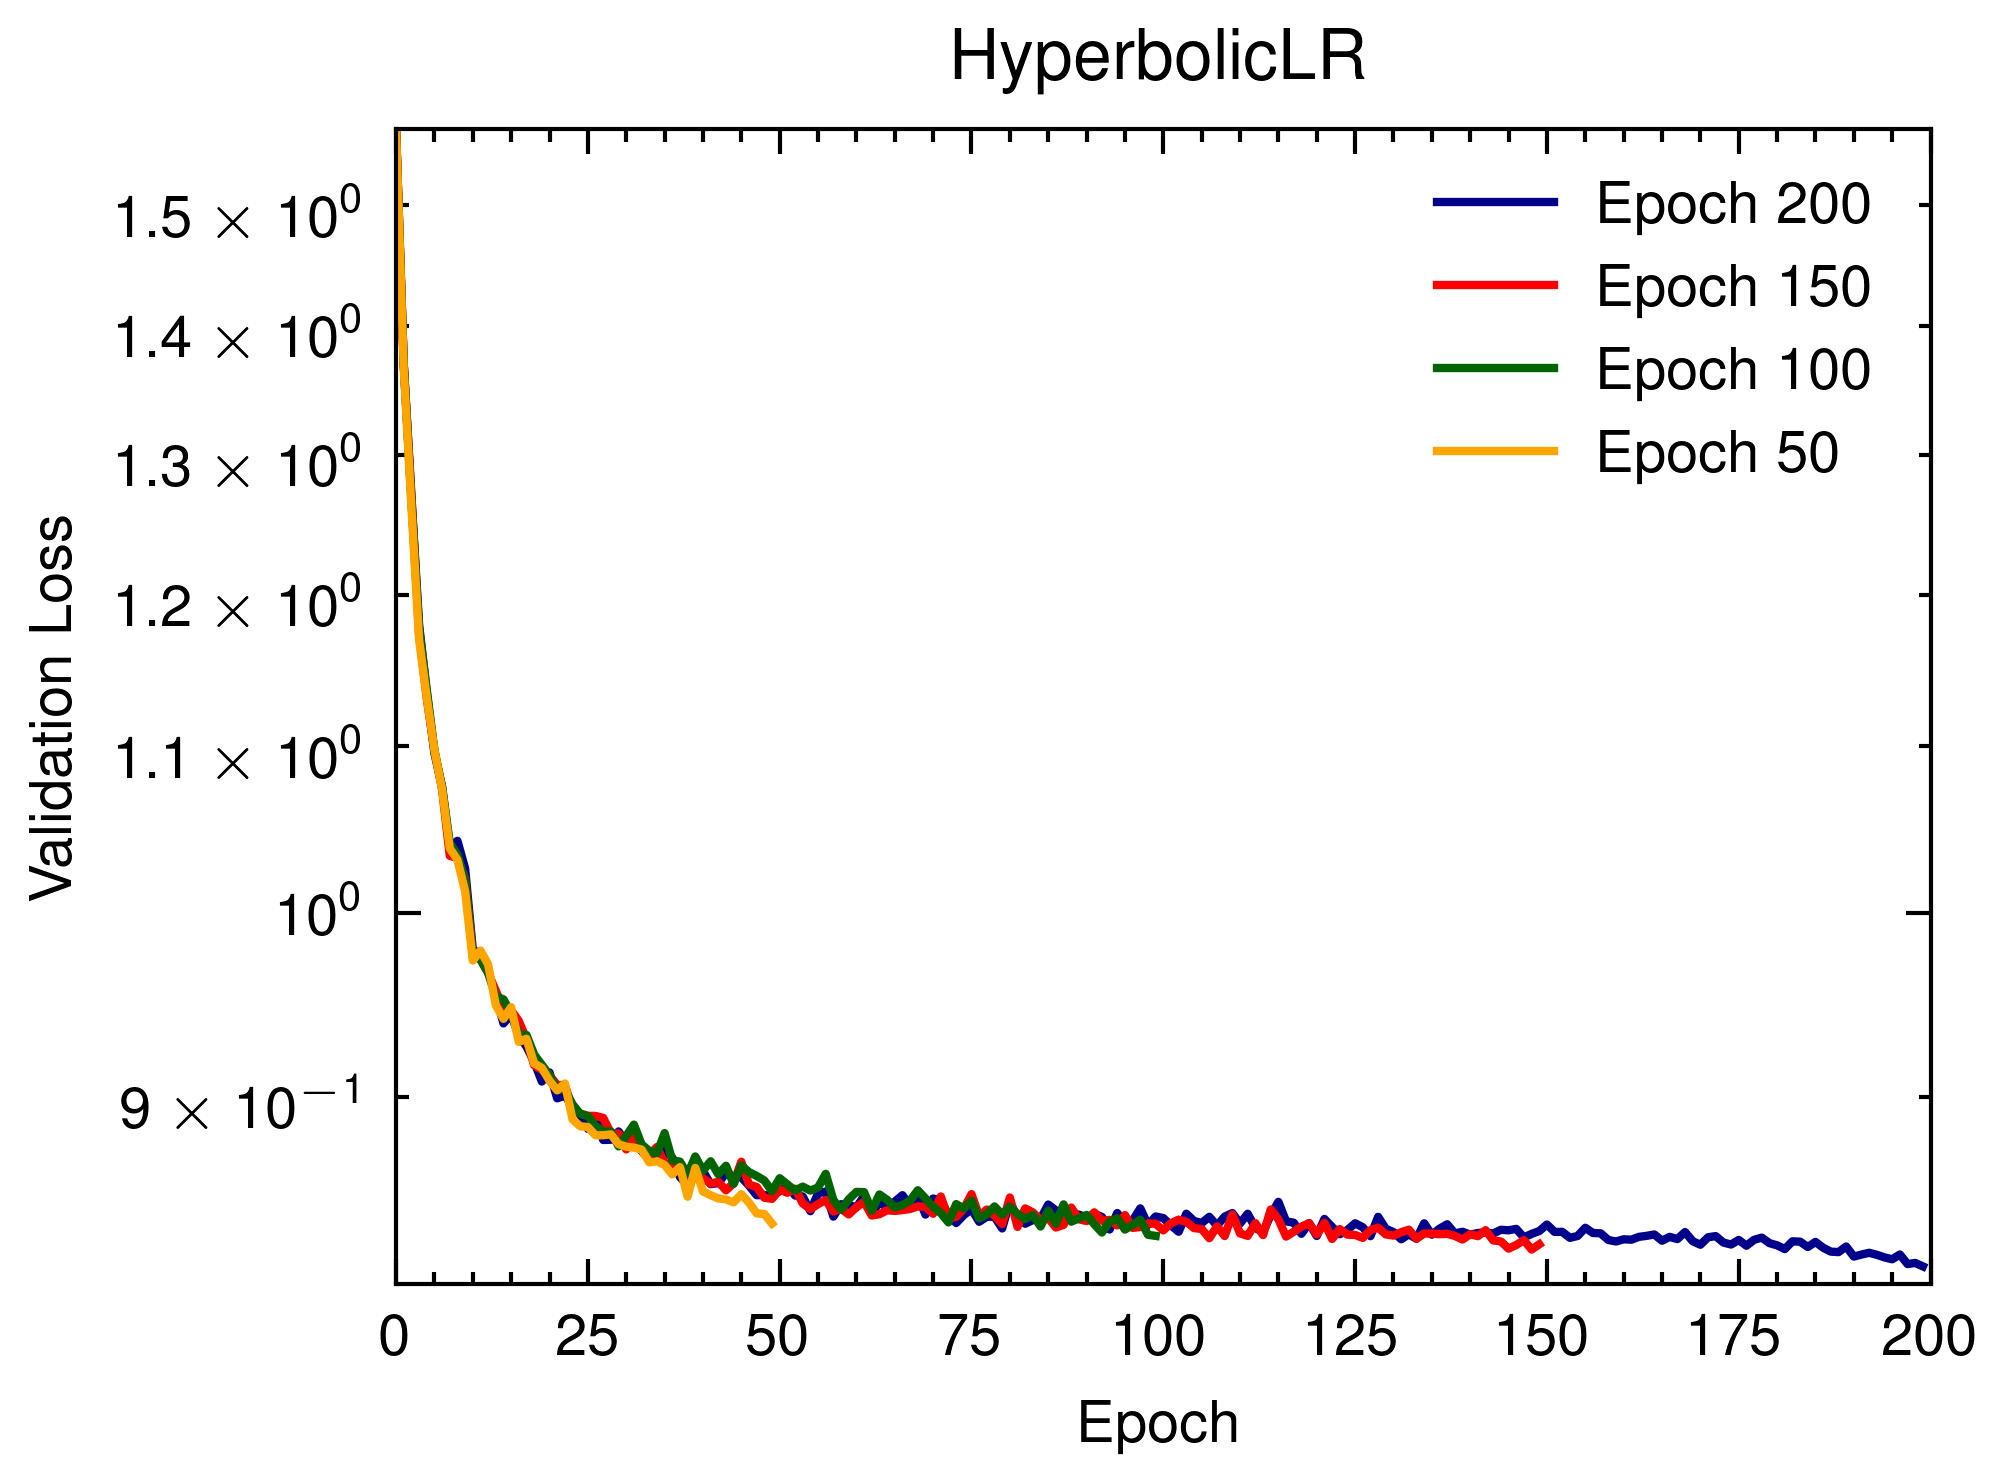 HyperbolicLR
1.5 × 10⁰
1.4 × 10⁰
1.3 × 10⁰
1.2 × 10⁰
1.1 × 10⁰
10⁰
9 × 10⁻¹
Validation Loss
Epoch 200
Epoch 150
Epoch 100
Epoch 50
0 25 50 75 100 125 150 175 200
Epoch